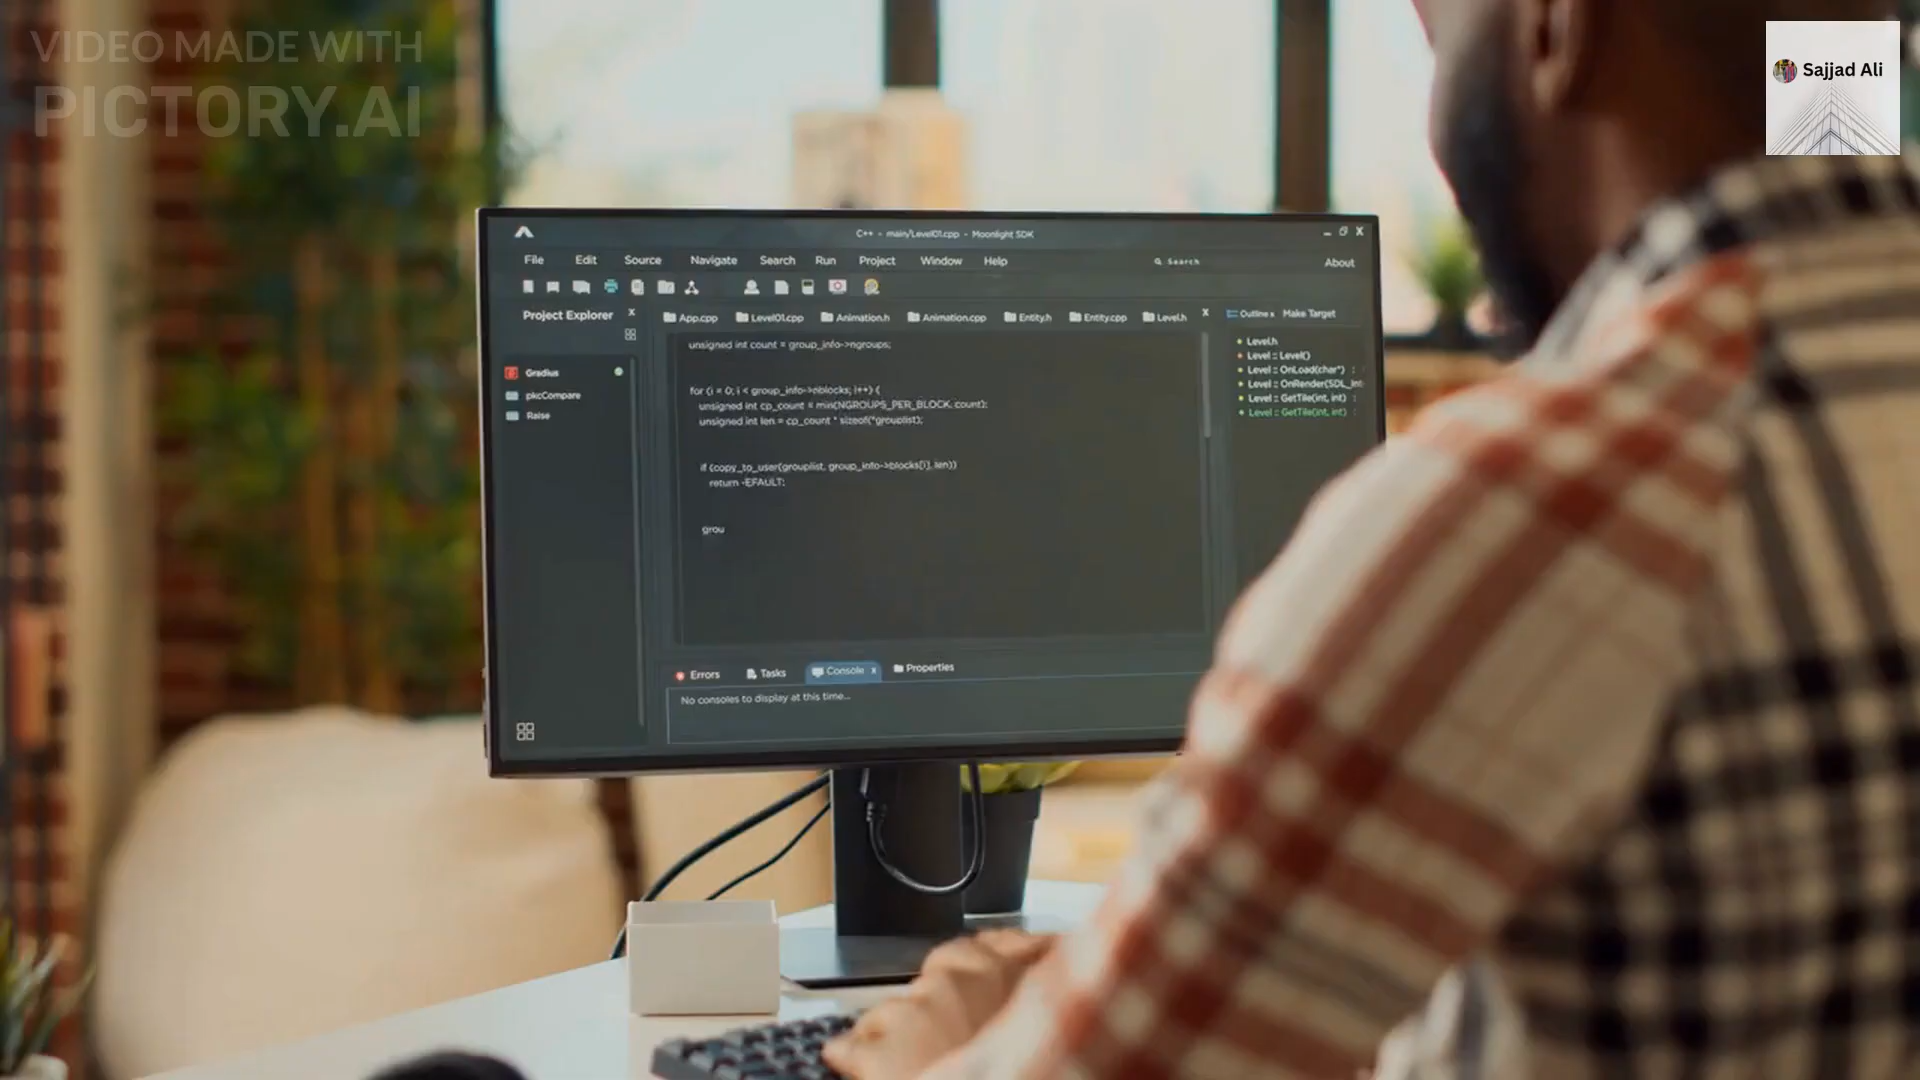 VIDEO MADE WITH
PICTORY.AI
Sajjad Ali
C++ - main/Level01.cpp - Moonlight SDK
File Edit Source Navigate Search Run Project Window Help Search About
Project Explorer
App.cpp Level01.cpp Animation.h Animation.cpp Entity.h Entity.cpp Level.h
Outline Make Target
Gradius
pkcCompare
Raise
unsigned int count = group_info->ngroups;
for (i = 0; i < group_info->nblocks; i++) {
unsigned int cp_count = min(NGROUPS_PER_BLOCK, count);
unsigned int len = cp_count * sizeof(*grouplist);
if (copy_to_user(grouplist, group_info->blocks[i], len))
return -EFAULT;
grou
Level.h
Level :: Level()
Level :: OnLoad(char*) :
Level :: OnRender(SDL_Int
Level :: GetTile(int, int) :
Level :: GetTile(int, int) :
Errors Tasks Console x Properties
No consoles to display at this time...